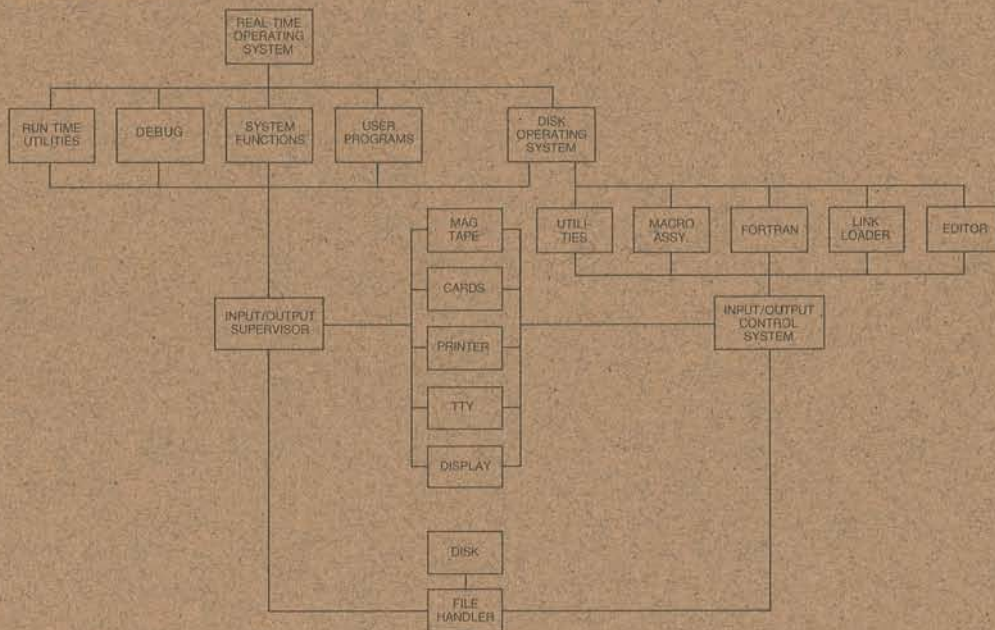 REAL TIME
OPERATING
SYSTEM
RUN TIME
UTILITIES
DEBUG
SYSTEM
FUNCTIONS
USER
PROGRAMS
DISK
OPERATING
SYSTEM
MAG
TAPE
UTILI-
TIES
MACRO
ASSY.
FORTRAN
LINK
LOADER
EDITOR
CARDS
INPUT/OUTPUT
SUPERVISOR
INPUT/OUTPUT
CONTROL
SYSTEM
PRINTER
TTY
DISPLAY
DISK
FILE
HANDLER